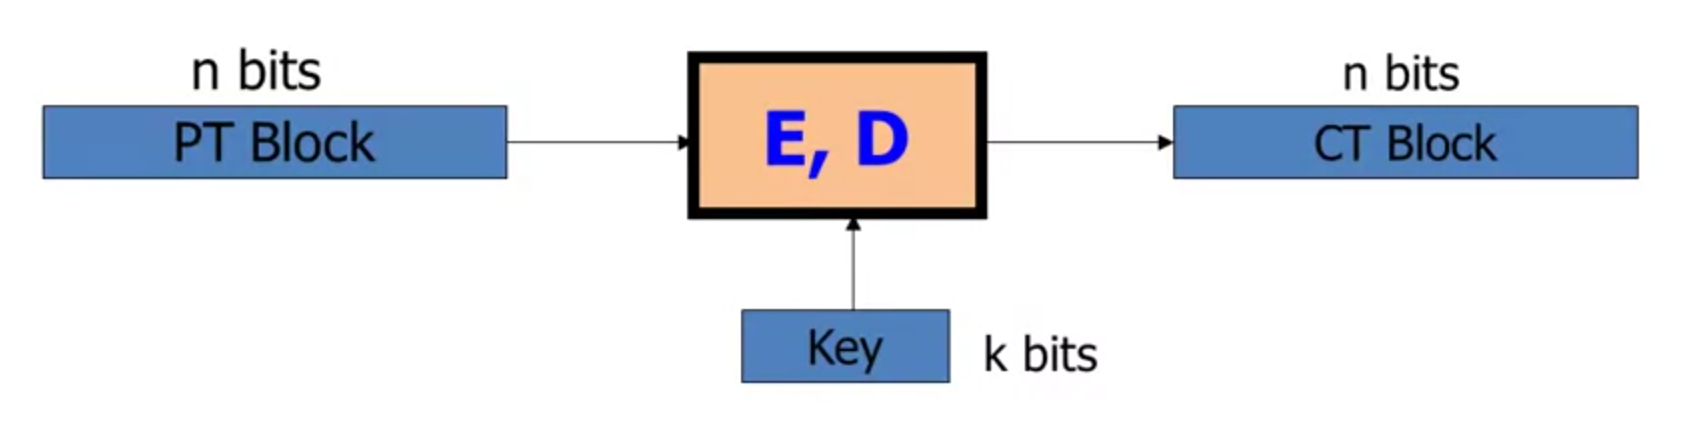 n bits
n bits
PT Block
E, D
CT Block
Key
k bits